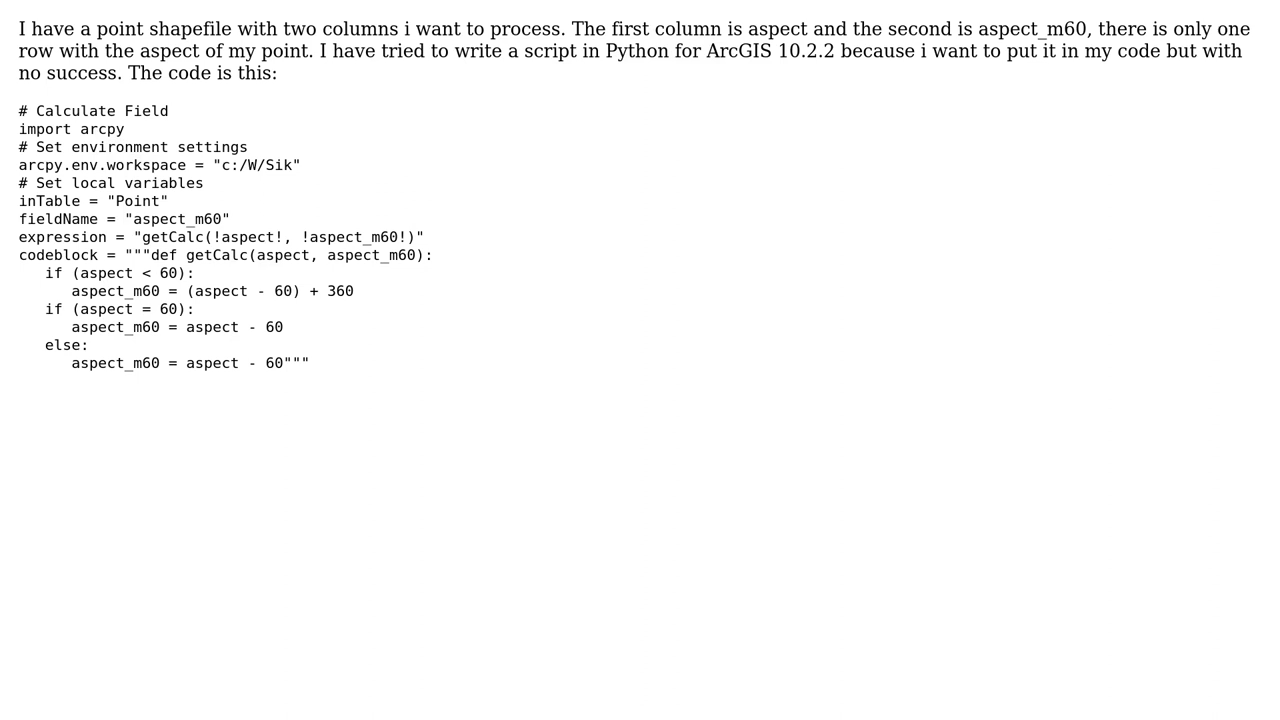 I have a point shapefile with two columns i want to process. The first column is aspect and the second is aspect_m60, there is only one
row with the aspect of my point. I have tried to write a script in Python for ArcGIS 10.2.2 because i want to put it in my code but with
no success. The code is this:
# Calculate Field
import arcpy
# Set environment settings
arcpy.env.workspace = "c:/W/Sik"
# Set local variables
inTable = "Point"
fieldName = "aspect_m60"
expression = "getCalc(!aspect!, !aspect_m60!)"
codeblock = """def getCalc(aspect, aspect_m60):
   if (aspect < 60):
      aspect_m60 = (aspect - 60) + 360
   if (aspect = 60):
      aspect_m60 = aspect - 60
   else:
      aspect_m60 = aspect - 60"""